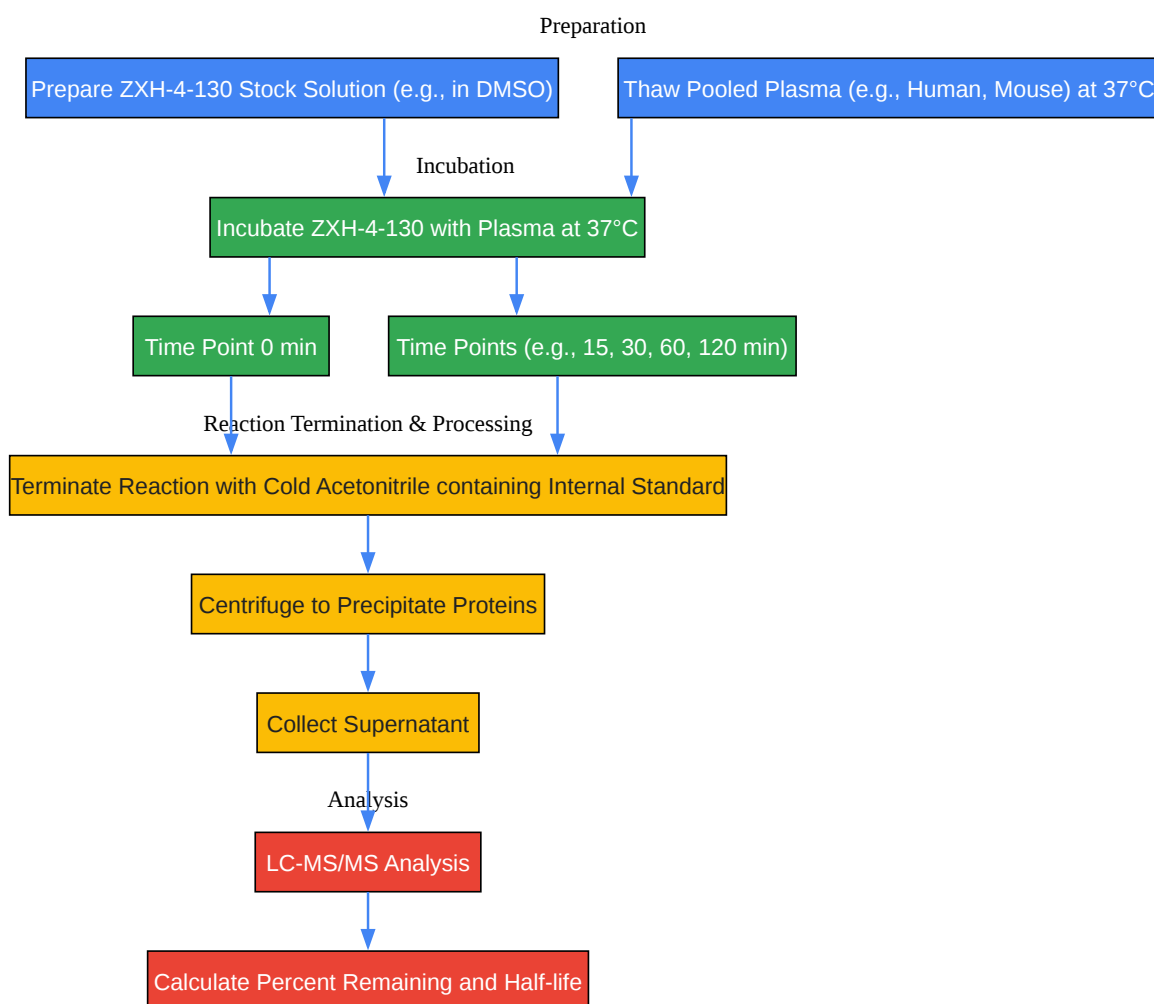 Preparation
Prepare ZXH-4-130 Stock Solution (e.g., in DMSO)
Thaw Pooled Plasma (e.g., Human, Mouse) at 37°C
Incubation
Incubate ZXH-4-130 with Plasma at 37°C
Time Point 0 min
Time Points (e.g., 15, 30, 60, 120 min)
Reaction Termination & Processing
Terminate Reaction with Cold Acetonitrile containing Internal Standard
Centrifuge to Precipitate Proteins
Collect Supernatant
Analysis
LC-MS/MS Analysis
Calculate Percent Remaining and Half-life